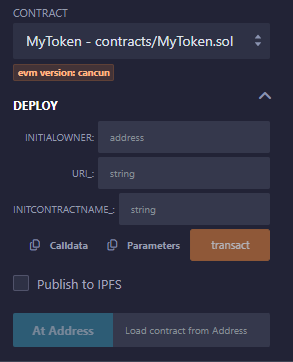 CONTRACT
MyToken - contracts/MyToken.sol
evm version: cancun
DEPLOY
INITIALOWNER: address
URI_: string
INITCONTRACTNAME_: string
Calldata Parameters transact
Publish to IPFS
At Address Load contract from Address